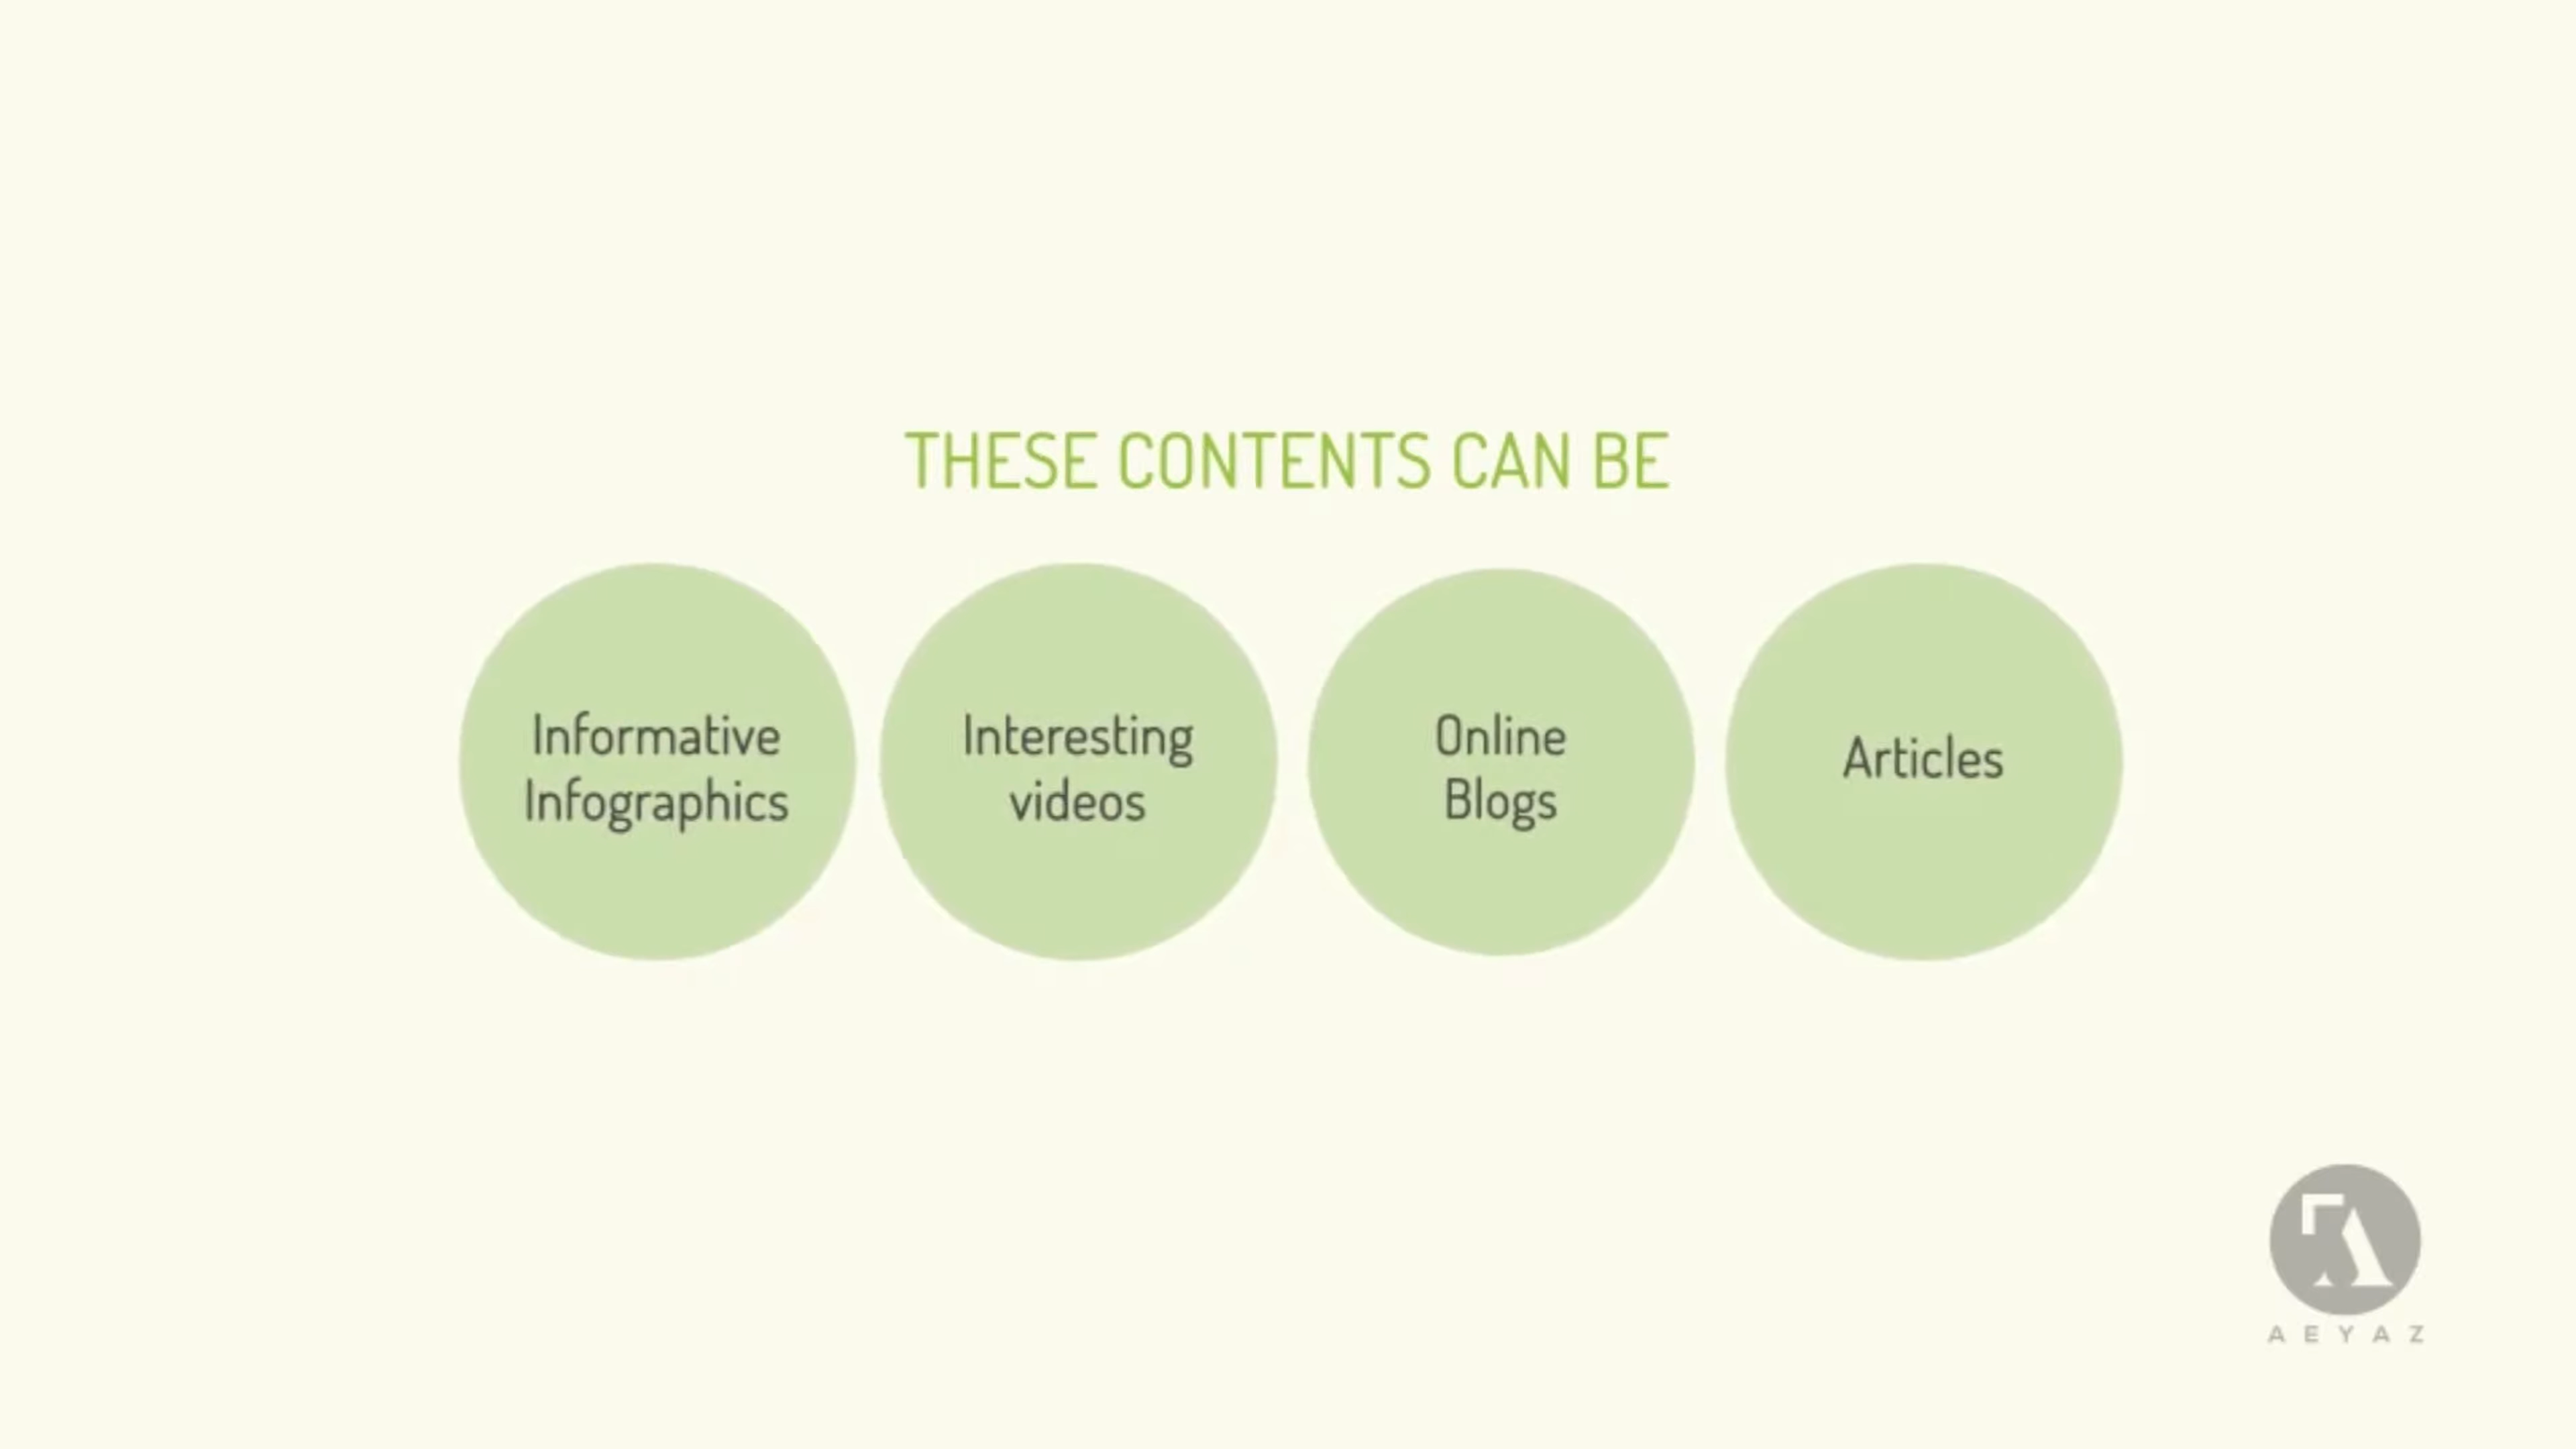 THESE CONTENTS CAN BE
Informative
Infographics
Interesting
videos
Online
Blogs
Articles
AEYAZ